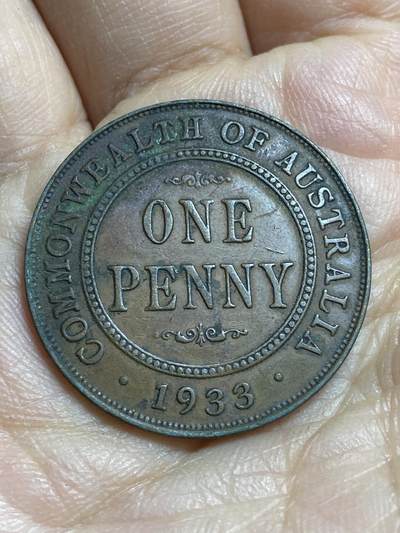 COMMONWEALTH OF AUSTRALIA
ONE
PENNY
· 1933 ·